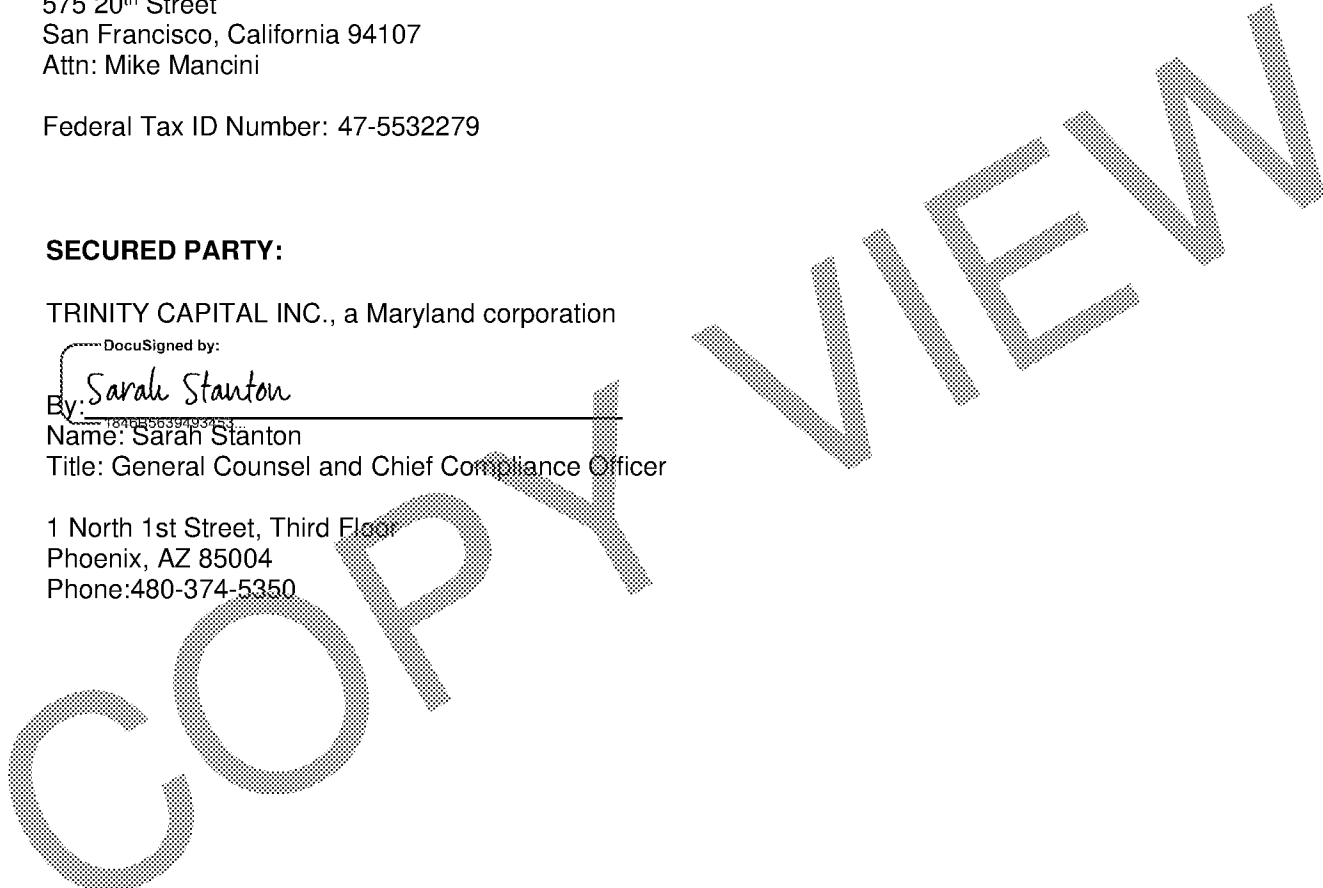 575 20th Street
San Francisco, California 94107
Attn: Mike Mancini
Federal Tax ID Number: 47-5532279
SECURED PARTY:
TRINITY CAPITAL INC., a Maryland corporation
DocuSigned by:
Sarah Stanton
By:
1846B5639493453...
Name: Sarah Stanton
Title: General Counsel and Chief Compliance Officer
1 North 1st Street, Third Floor
Phoenix, AZ 85004
Phone:480-374-5350
COPY VIEW